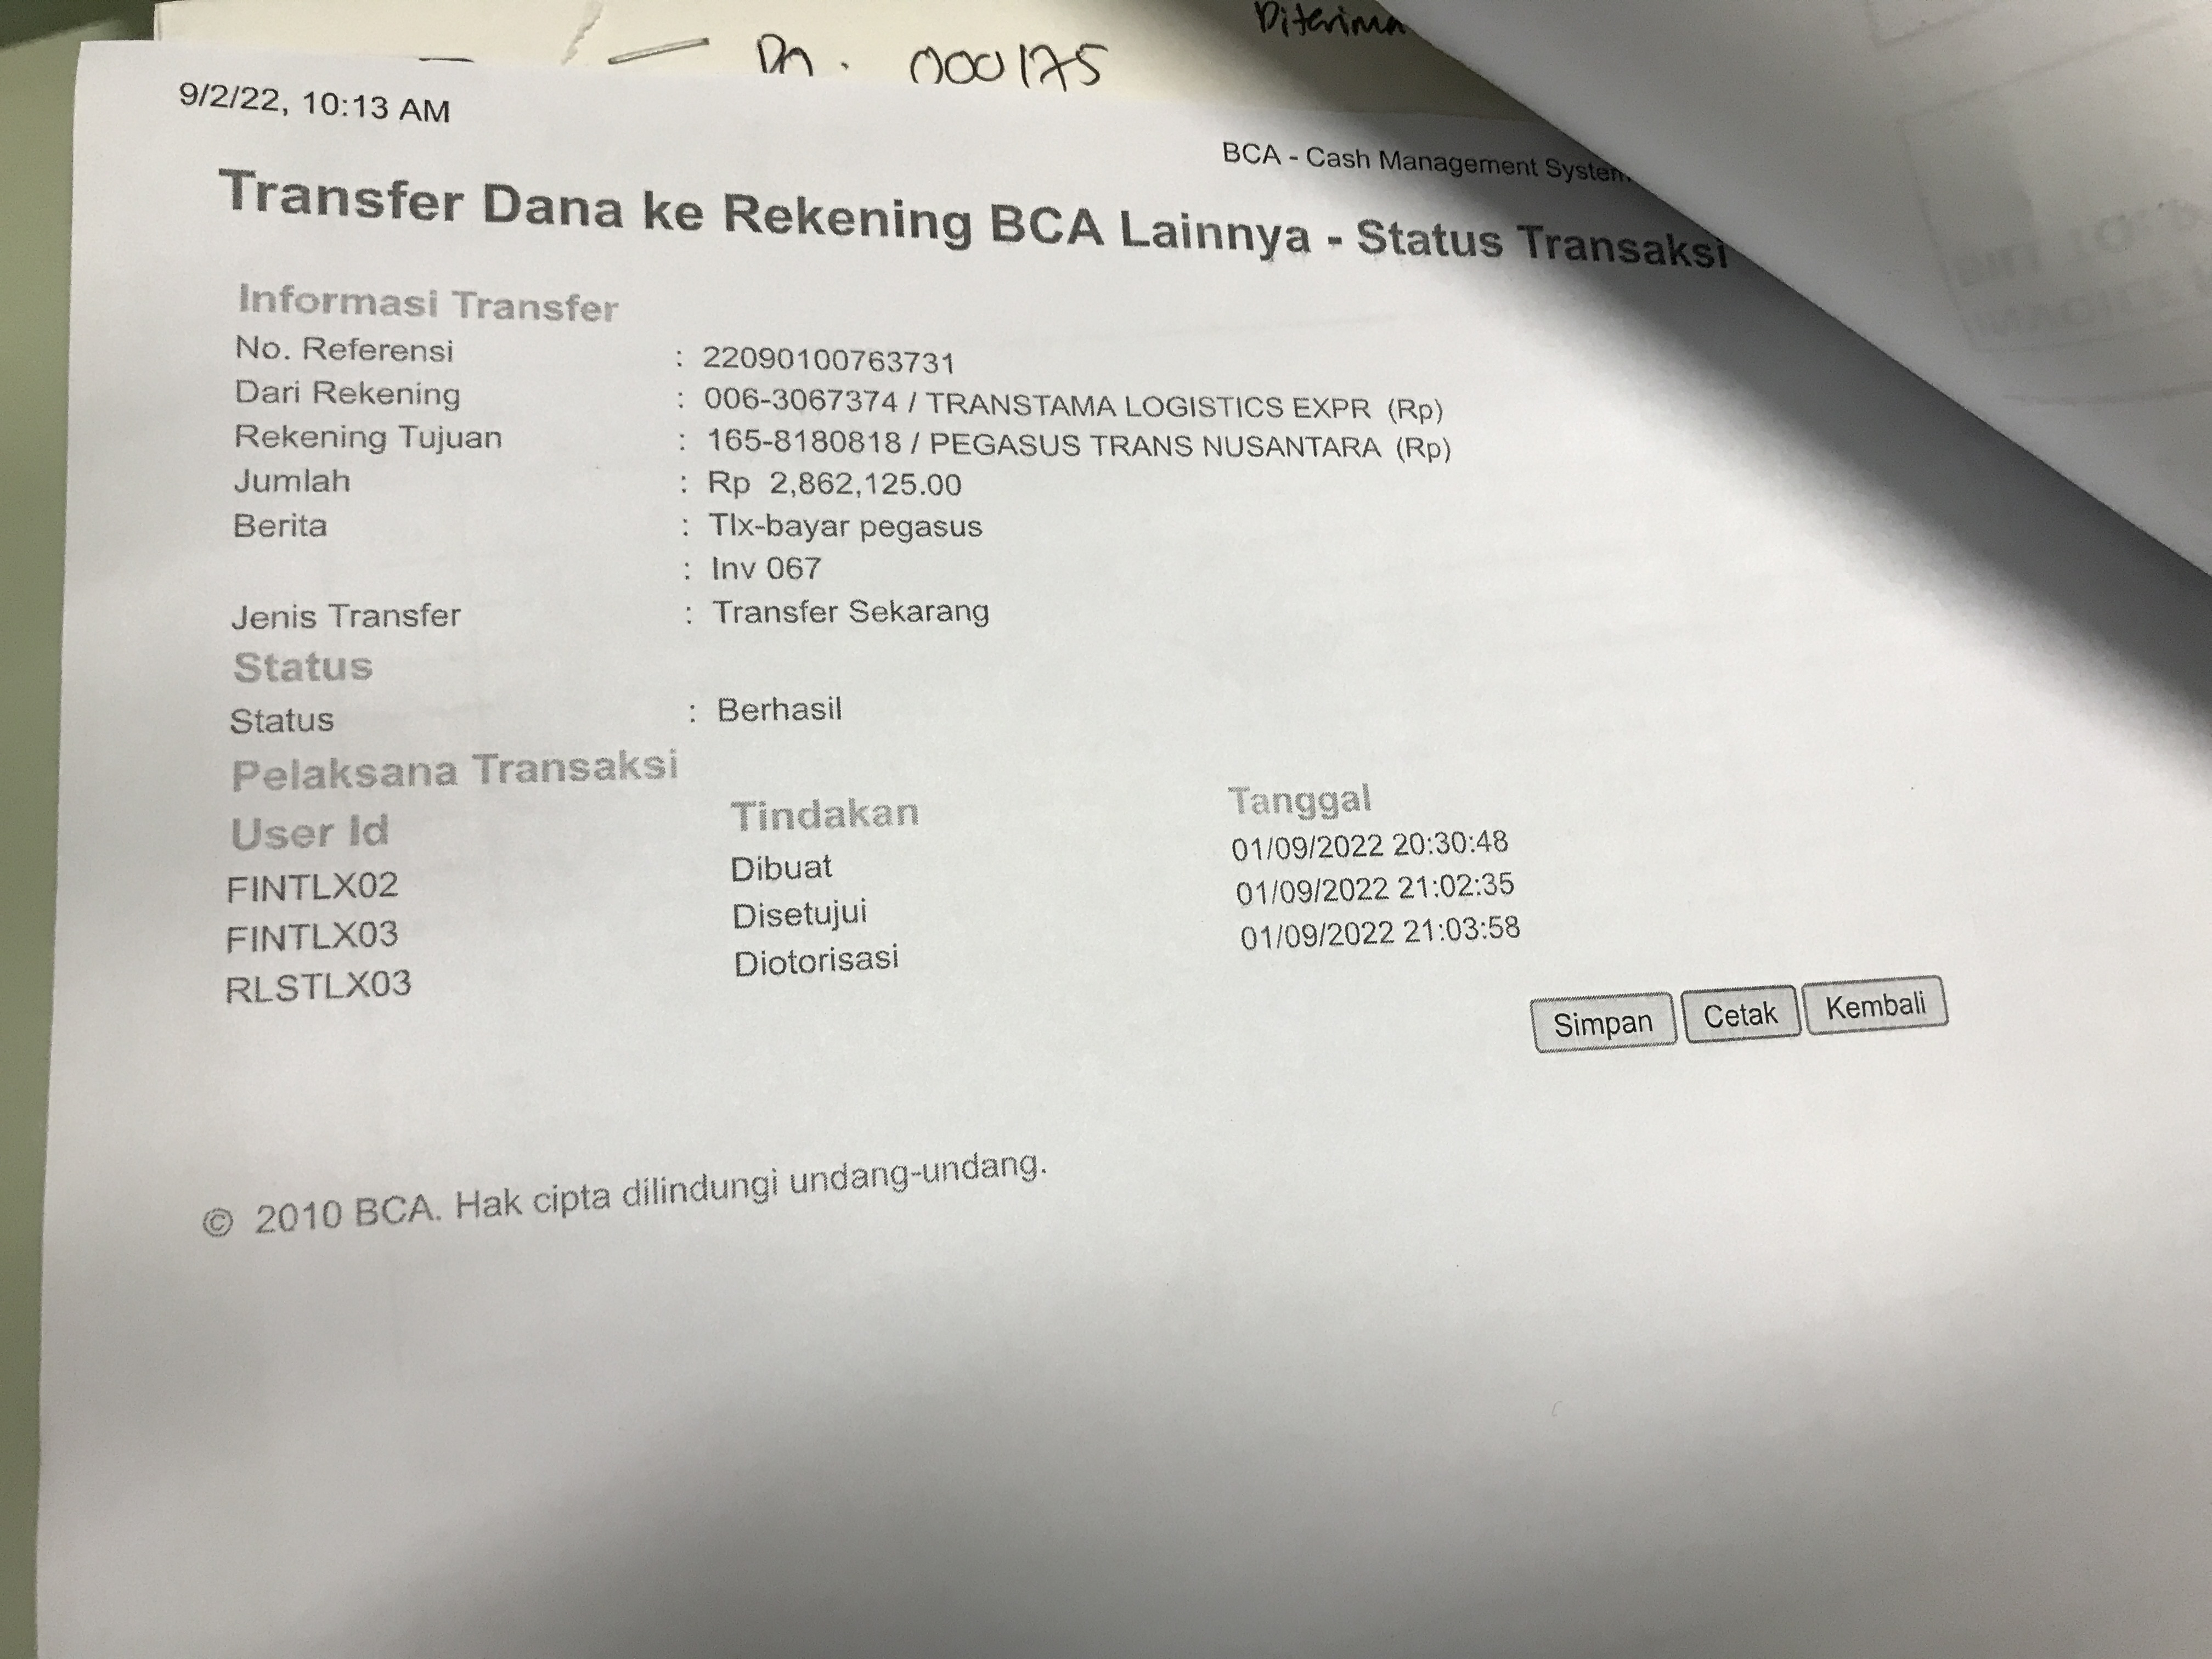 Diterima
Dn. 000175
9/2/22, 10:13 AM
BCA - Cash Management System
Transfer Dana ke Rekening BCA Lainnya - Status Transaksi
Informasi Transfer
No. Referensi : 22090100763731
Dari Rekening : 006-3067374 / TRANSTAMA LOGISTICS EXPR (Rp)
Rekening Tujuan : 165-8180818 / PEGASUS TRANS NUSANTARA (Rp)
Jumlah : Rp 2,862,125.00
Berita : Tlx-bayar pegasus
: Inv 067
Jenis Transfer : Transfer Sekarang
Status
Status : Berhasil
Pelaksana Transaksi
User Id Tindakan Tanggal
FINTLX02 Dibuat 01/09/2022 20:30:48
FINTLX03 Disetujui 01/09/2022 21:02:35
RLSTLX03 Diotorisasi 01/09/2022 21:03:58
Simpan Cetak Kembali
© 2010 BCA. Hak cipta dilindungi undang-undang.